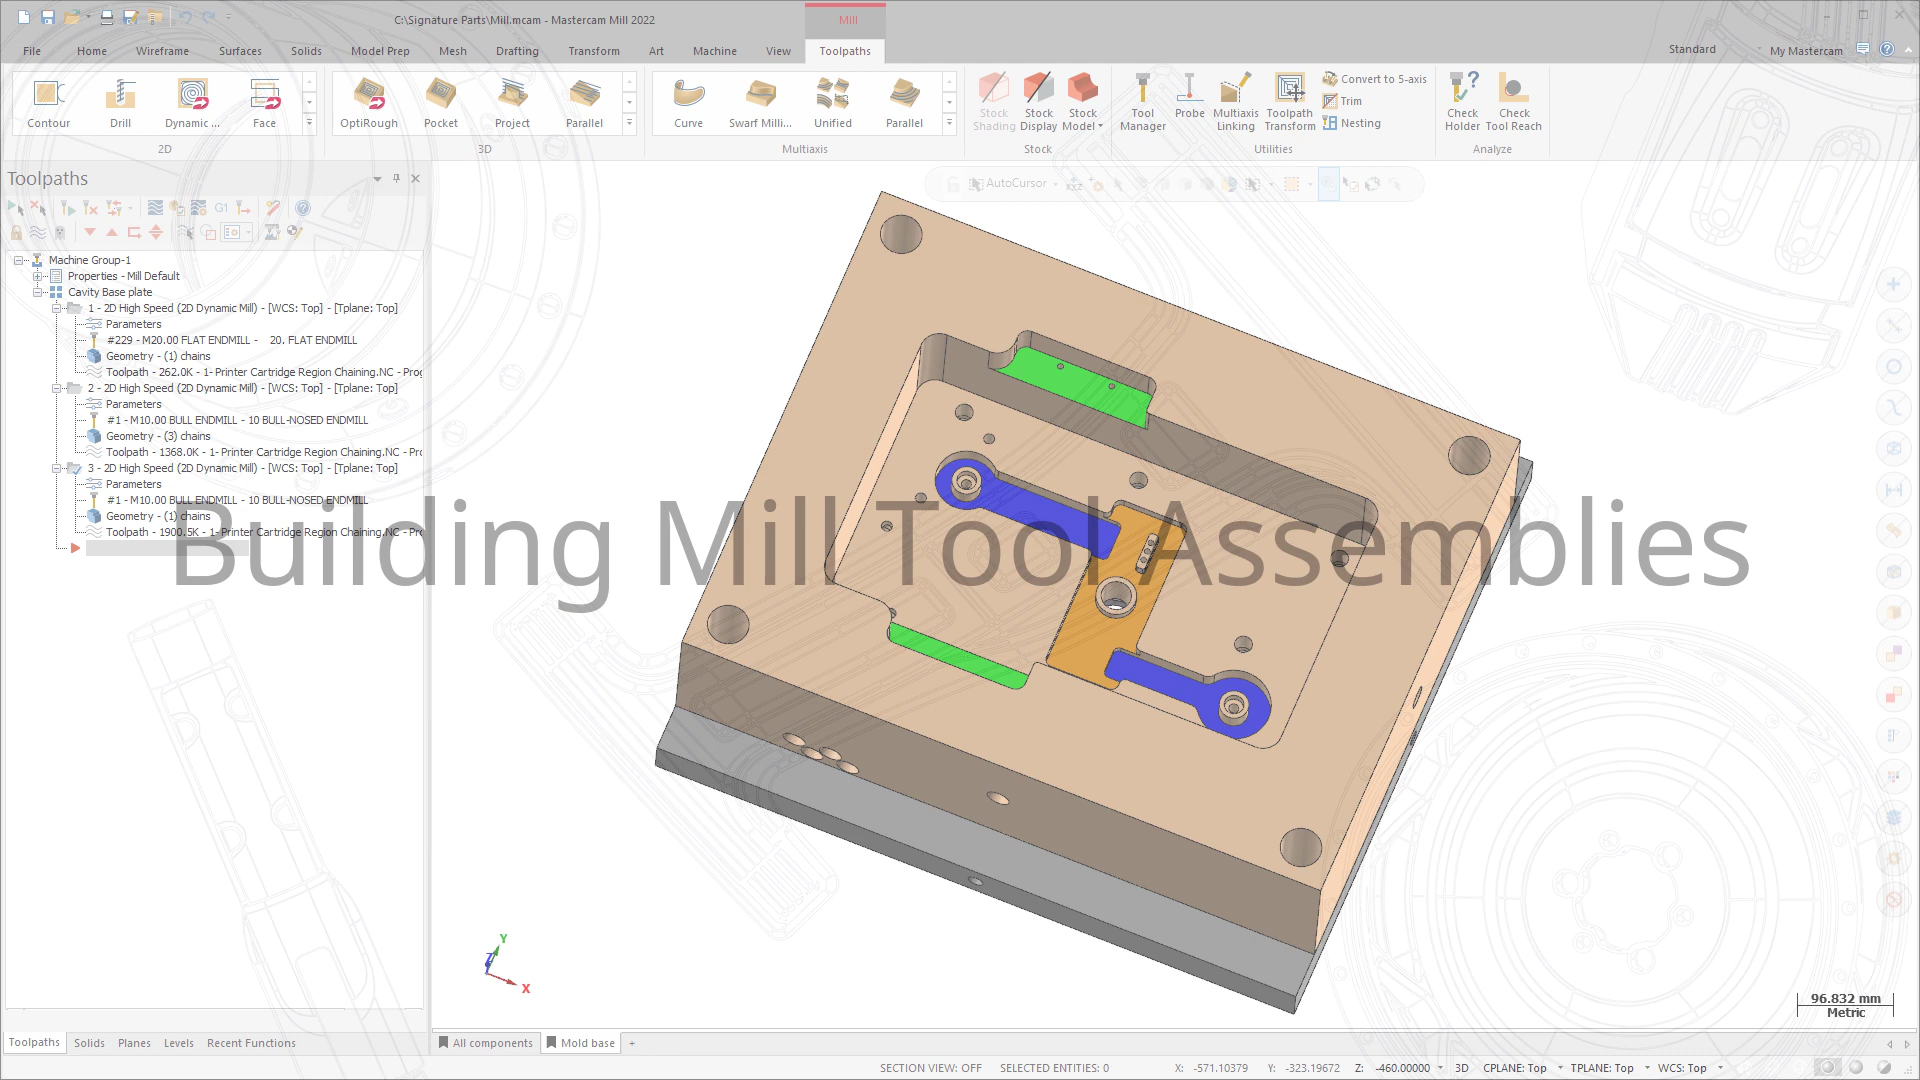 C:\Signature Parts\Mill.mcam - Mastercam Mill 2022
Mill
File Home Wireframe Surfaces Solids Model Prep Mesh Drafting Transform Art Machine View Toolpaths
Standard My Mastercam
Contour Drill Dynamic ... Face
2D
OptiRough Pocket Project Parallel
3D
Curve Swarf Milli... Unified Parallel
Multiaxis
Stock Shading Stock Display Stock Model
Stock
Tool Manager Probe Multiaxis Linking Toolpath Transform
Convert to 5-axis
Trim
Nesting
Utilities
Check Holder Check Tool Reach
Analyze
Toolpaths
AutoCursor
G1
Machine Group-1
Properties - Mill Default
Cavity Base plate
1 - 2D High Speed (2D Dynamic Mill) - [WCS: Top] - [Tplane: Top]
Parameters
#229 - M20.00 FLAT ENDMILL - 20. FLAT ENDMILL
Geometry - (1) chains
Toolpath - 262.0K - 1- Printer Cartridge Region Chaining.NC - Prog
2 - 2D High Speed (2D Dynamic Mill) - [WCS: Top] - [Tplane: Top]
Parameters
#1 - M10.00 BULL ENDMILL - 10 BULL-NOSED ENDMILL
Geometry - (3) chains
Toolpath - 1368.0K - 1- Printer Cartridge Region Chaining.NC - Pro
3 - 2D High Speed (2D Dynamic Mill) - [WCS: Top] - [Tplane: Top]
Parameters
#1 - M10.00 BULL ENDMILL - 10 BULL-NOSED ENDMILL
Geometry - (1) chains
Toolpath - 1900.5K - 1- Printer Cartridge Region Chaining.NC - Pro
Building Mill Tool Assemblies
Y
Z
X
96.832 mm
Metric
Toolpaths Solids Planes Levels Recent Functions
All components Mold base +
SECTION VIEW: OFF SELECTED ENTITIES: 0 X: -571.10379 Y: -323.19672 Z: -460.00000 3D CPLANE: Top TPLANE: Top WCS: Top